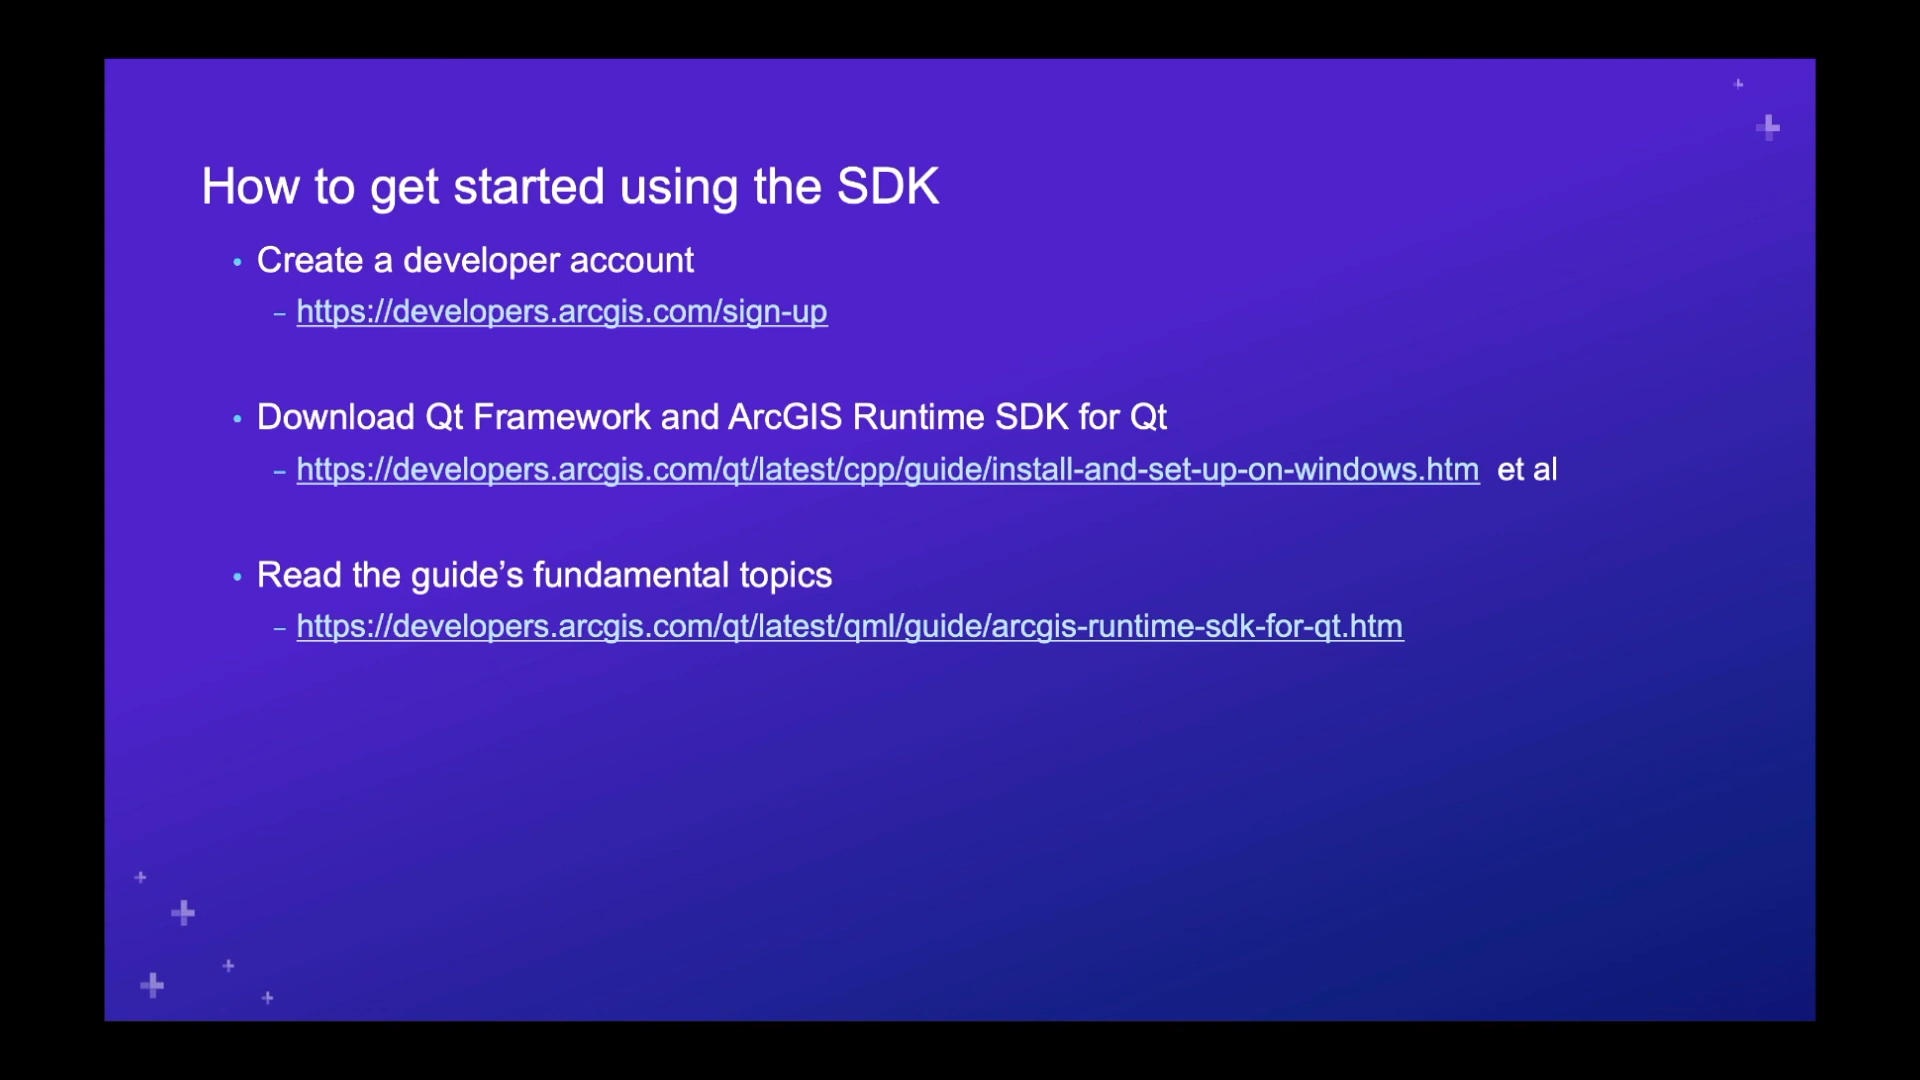 How to get started using the SDK
• Create a developer account
– https://developers.arcgis.com/sign-up
• Download Qt Framework and ArcGIS Runtime SDK for Qt
– https://developers.arcgis.com/qt/latest/cpp/guide/install-and-set-up-on-windows.htm et al
• Read the guide’s fundamental topics
– https://developers.arcgis.com/qt/latest/qml/guide/arcgis-runtime-sdk-for-qt.htm